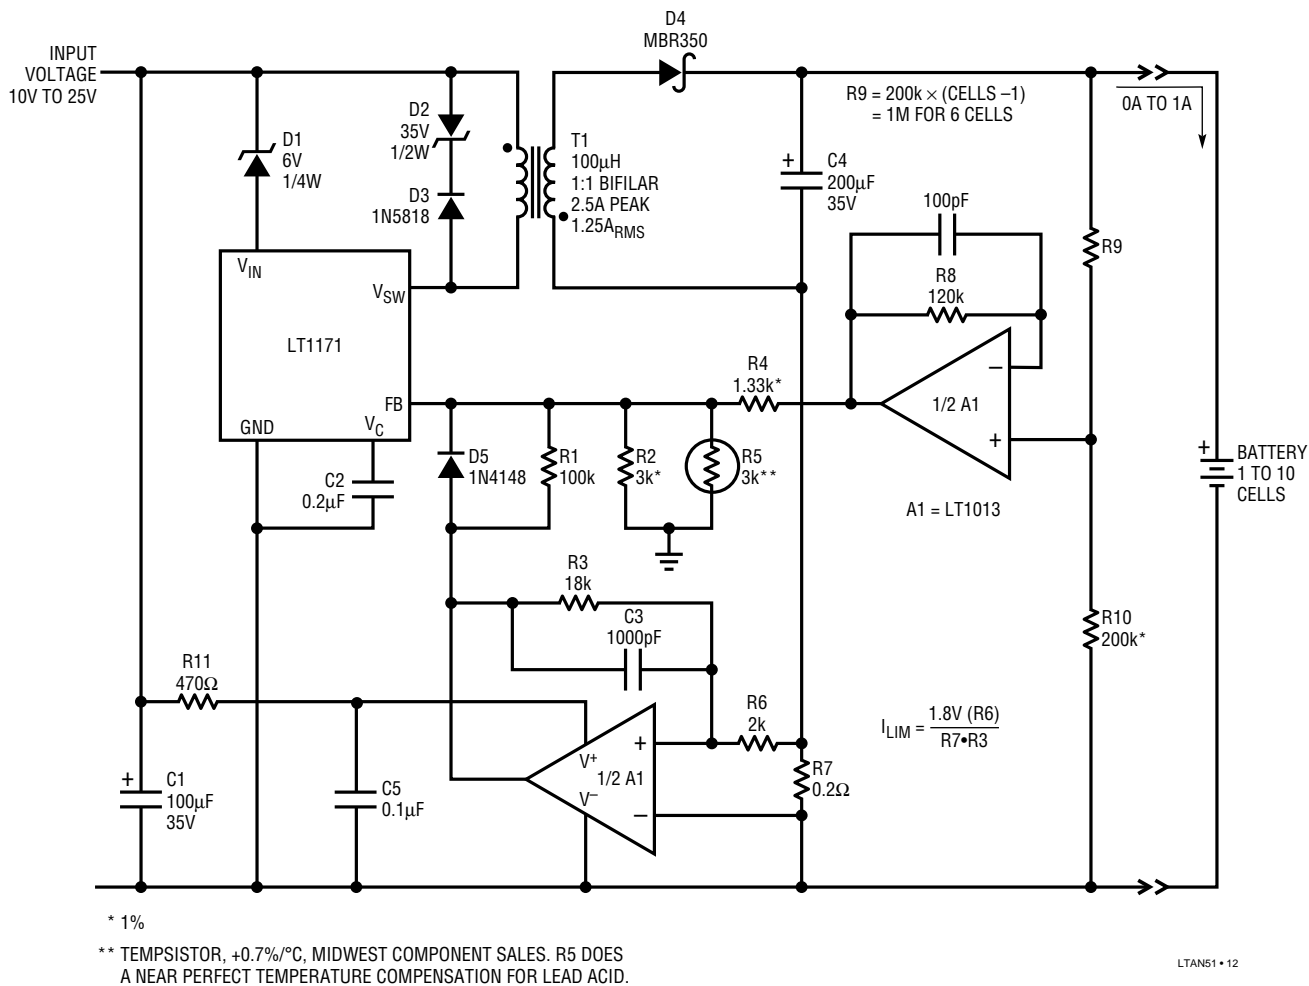 D4
MBR350
INPUT
VOLTAGE
10V TO 25V
R9 = 200k × (CELLS –1)
= 1M FOR 6 CELLS
0A TO 1A
D2
35V
1/2W
D1
6V
1/4W
T1
100µH
1:1 BIFILAR
2.5A PEAK
1.25ARMS
+
C4
200µF
35V
D3
1N5818
100pF
R9
VIN
VSW
R8
120k
LT1171
R4
1.33k*
–
1/2 A1
+
FB
GND
VC
D5
1N4148
R1
100k
R2
3k*
R5
3k**
+
BATTERY
1 TO 10
CELLS
C2
0.2µF
A1 = LT1013
R3
18k
C3
1000pF
R10
200k*
R11
470Ω
R6
2k
ILIM = 1.8V (R6)
R7•R3
+
V+
1/2 A1
V–
–
R7
0.2Ω
+
C1
100µF
35V
C5
0.1µF
* 1%
** TEMPSISTOR, +0.7%/°C, MIDWEST COMPONENT SALES. R5 DOES
A NEAR PERFECT TEMPERATURE COMPENSATION FOR LEAD ACID.
LTAN51 • 12